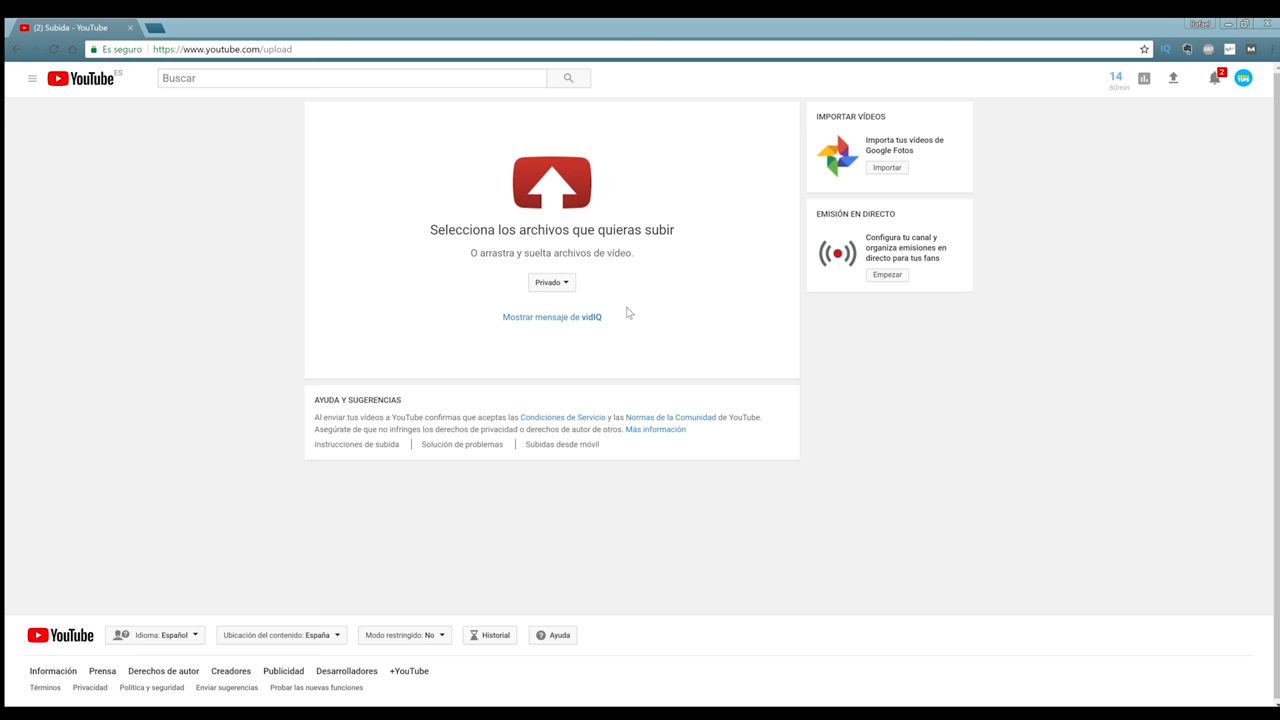 (2) Subida - YouTube
Rafael
Es seguro
https://www.youtube.com/upload
YouTube ES
Buscar
14
60min
2
Selecciona los archivos que quieras subir
O arrastra y suelta archivos de vídeo.
Privado
Mostrar mensaje de vidIQ
IMPORTAR VÍDEOS
Importa tus vídeos de
Google Fotos
Importar
EMISIÓN EN DIRECTO
Configura tu canal y
organiza emisiones en
directo para tus fans
Empezar
AYUDA Y SUGERENCIAS
Al enviar tus vídeos a YouTube confirmas que aceptas las Condiciones de Servicio y las Normas de la Comunidad de YouTube.
Asegúrate de que no infringes los derechos de privacidad o derechos de autor de otros. Más información
Instrucciones de subida
Solución de problemas
Subidas desde móvil
YouTube
Idioma: Español
Ubicación del contenido: España
Modo restringido: No
Historial
Ayuda
Información Prensa Derechos de autor Creadores Publicidad Desarrolladores +YouTube
Términos Privacidad Política y seguridad Enviar sugerencias Probar las nuevas funciones